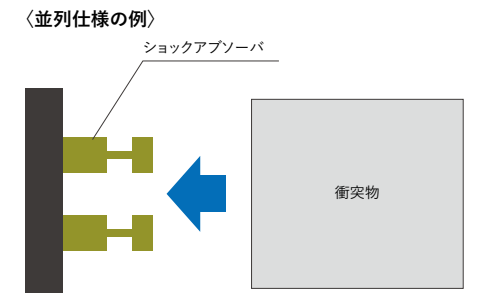 〈並列仕様の例〉
ショックアブソーバ
衝突物